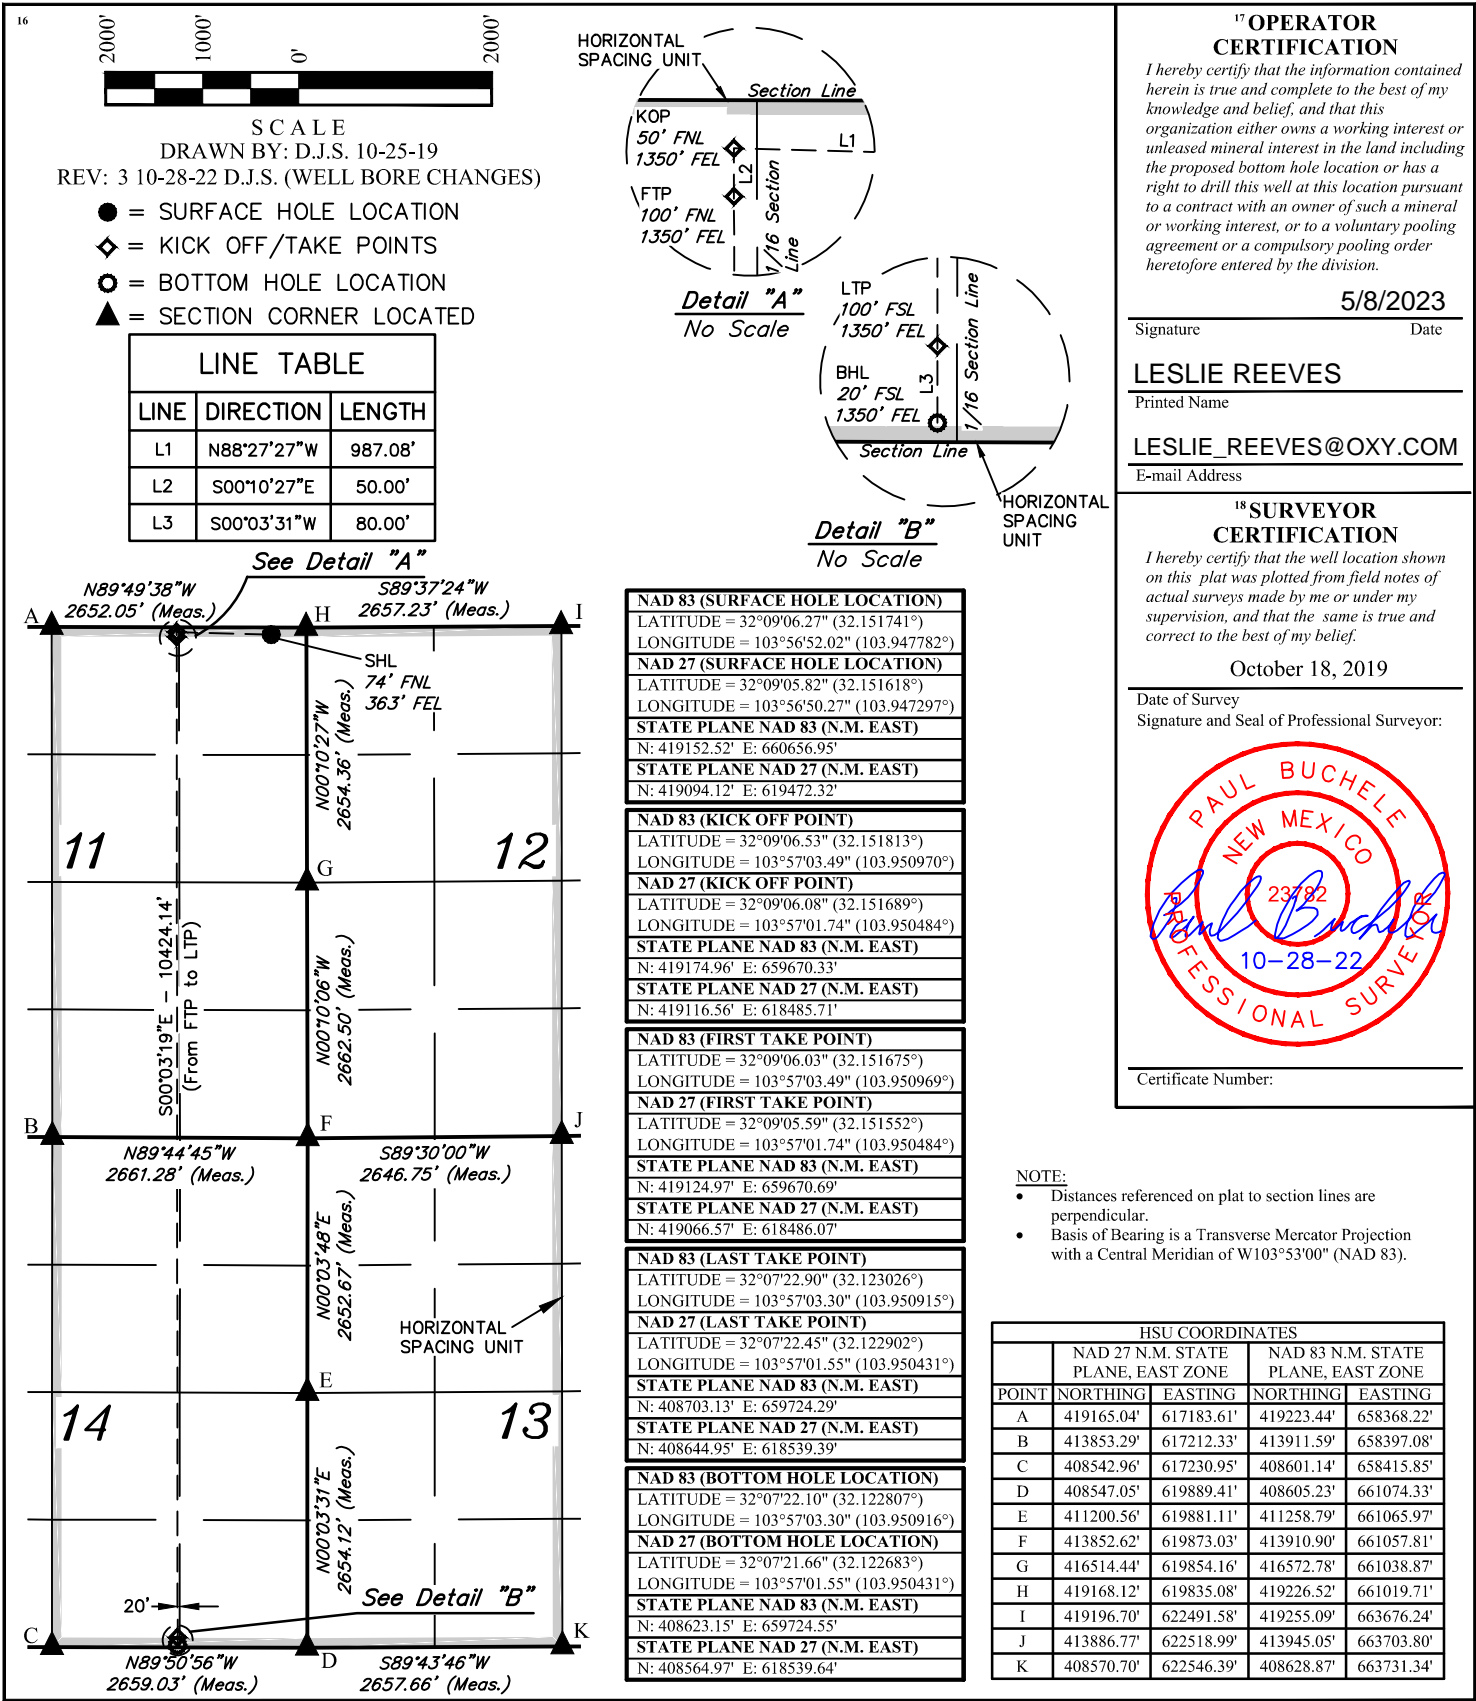 16
2000'
1000'
0'
2000'
SCALE
DRAWN BY: D.J.S. 10-25-19
REV: 3 10-28-22 D.J.S. (WELL BORE CHANGES)
= SURFACE HOLE LOCATION
= KICK OFF/TAKE POINTS
= BOTTOM HOLE LOCATION
= SECTION CORNER LOCATED
LINE TABLE
LINE DIRECTION LENGTH
L1 N88°27'27"W 987.08'
L2 S00°10'27"E 50.00'
L3 S00°03'31"W 80.00'
HORIZONTAL
SPACING UNIT
Section Line
KOP
50' FNL
1350' FEL
L1
L2
FTP
100' FNL
1350' FEL
1/16 Section
Line
Detail "A"
No Scale
LTP
100' FSL
1350' FEL
BHL
20' FSL
1350' FEL
L3
1/16 Section Line
Section Line
HORIZONTAL
SPACING
UNIT
Detail "B"
No Scale
See Detail "A"
N89°49'38"W
2652.05' (Meas.)
S89°37'24"W
2657.23' (Meas.)
A
H
I
SHL
74' FNL
363' FEL
N00°10'27"W
2654.36' (Meas.)
11
12
G
S00°03'19"E - 10424.14'
(From FTP to LTP)
N00°10'06"W
2662.50' (Meas.)
B
F
J
N89°44'45"W
2661.28' (Meas.)
S89°30'00"W
2646.75' (Meas.)
N00°03'48"E
2652.67' (Meas.)
HORIZONTAL
SPACING UNIT
E
14
13
N00°03'31"E
2654.12' (Meas.)
20'
See Detail "B"
C
D
K
N89°50'56"W
2659.03' (Meas.)
S89°43'46"W
2657.66' (Meas.)
NAD 83 (SURFACE HOLE LOCATION)
LATITUDE = 32°09'06.27" (32.151741°)
LONGITUDE = 103°56'52.02" (103.947782°)
NAD 27 (SURFACE HOLE LOCATION)
LATITUDE = 32°09'05.82" (32.151618°)
LONGITUDE = 103°56'50.27" (103.947297°)
STATE PLANE NAD 83 (N.M. EAST)
N: 419152.52' E: 660656.95'
STATE PLANE NAD 27 (N.M. EAST)
N: 419094.12' E: 619472.32'
NAD 83 (KICK OFF POINT)
LATITUDE = 32°09'06.53" (32.151813°)
LONGITUDE = 103°57'03.49" (103.950970°)
NAD 27 (KICK OFF POINT)
LATITUDE = 32°09'06.08" (32.151689°)
LONGITUDE = 103°57'01.74" (103.950484°)
STATE PLANE NAD 83 (N.M. EAST)
N: 419174.96' E: 659670.33'
STATE PLANE NAD 27 (N.M. EAST)
N: 419116.56' E: 618485.71'
NAD 83 (FIRST TAKE POINT)
LATITUDE = 32°09'06.03" (32.151675°)
LONGITUDE = 103°57'03.49" (103.950969°)
NAD 27 (FIRST TAKE POINT)
LATITUDE = 32°09'05.59" (32.151552°)
LONGITUDE = 103°57'01.74" (103.950484°)
STATE PLANE NAD 83 (N.M. EAST)
N: 419124.97' E: 659670.69'
STATE PLANE NAD 27 (N.M. EAST)
N: 419066.57' E: 618486.07'
NAD 83 (LAST TAKE POINT)
LATITUDE = 32°07'22.90" (32.123026°)
LONGITUDE = 103°57'03.30" (103.950915°)
NAD 27 (LAST TAKE POINT)
LATITUDE = 32°07'22.45" (32.122902°)
LONGITUDE = 103°57'01.55" (103.950431°)
STATE PLANE NAD 83 (N.M. EAST)
N: 408703.13' E: 659724.29'
STATE PLANE NAD 27 (N.M. EAST)
N: 408644.95' E: 618539.39'
NAD 83 (BOTTOM HOLE LOCATION)
LATITUDE = 32°07'22.10" (32.122807°)
LONGITUDE = 103°57'03.30" (103.950916°)
NAD 27 (BOTTOM HOLE LOCATION)
LATITUDE = 32°07'21.66" (32.122683°)
LONGITUDE = 103°57'01.55" (103.950431°)
STATE PLANE NAD 83 (N.M. EAST)
N: 408623.15' E: 659724.55'
STATE PLANE NAD 27 (N.M. EAST)
N: 408564.97' E: 618539.64'
17 OPERATOR
CERTIFICATION
I hereby certify that the information contained
herein is true and complete to the best of my
knowledge and belief, and that this
organization either owns a working interest or
unleased mineral interest in the land including
the proposed bottom hole location or has a
right to drill this well at this location pursuant
to a contract with an owner of such a mineral
or working interest, or to a voluntary pooling
agreement or a compulsory pooling order
heretofore entered by the division.
5/8/2023
Signature Date
LESLIE REEVES
Printed Name
LESLIE_REEVES@OXY.COM
E-mail Address
18 SURVEYOR
CERTIFICATION
I hereby certify that the well location shown
on this plat was plotted from field notes of
actual surveys made by me or under my
supervision, and that the same is true and
correct to the best of my belief.
October 18, 2019
Date of Survey
Signature and Seal of Professional Surveyor:
PAUL BUCHELE
NEW MEXICO
23782
Paul Buchele
10-28-22
PROFESSIONAL SURVEYOR
Certificate Number:
NOTE:
• Distances referenced on plat to section lines are
perpendicular.
• Basis of Bearing is a Transverse Mercator Projection
with a Central Meridian of W103°53'00" (NAD 83).
HSU COORDINATES
NAD 27 N.M. STATE NAD 83 N.M. STATE
PLANE, EAST ZONE PLANE, EAST ZONE
POINT NORTHING EASTING NORTHING EASTING
A 419165.04' 617183.61' 419223.44' 658368.22'
B 413853.29' 617212.33' 413911.59' 658397.08'
C 408542.96' 617230.95' 408601.14' 658415.85'
D 408547.05' 619889.41' 408605.23' 661074.33'
E 411200.56' 619881.11' 411258.79' 661065.97'
F 413852.62' 619873.03' 413910.90' 661057.81'
G 416514.44' 619854.16' 416572.78' 661038.87'
H 419168.12' 619835.08' 419226.52' 661019.71'
I 419196.70' 622491.58' 419255.09' 663676.24'
J 413886.77' 622518.99' 413945.05' 663703.80'
K 408570.70' 622546.39' 408628.87' 663731.34'